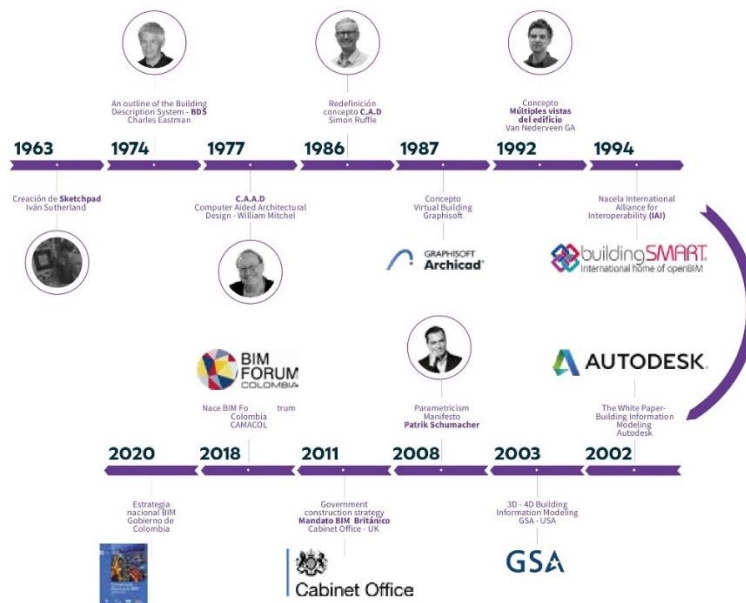 An outline of the Building
Description System - BDS
Charles Eastman
Redefinición
concepto C.A.D
Simon Ruffle
Concepto
Múltiples vistas
del edificio
Van Nederveen GA
1963
1974
1977
1986
1987
1992
1994
Creación de Sketchpad
Iván Sutherland
C.A.A.D
Computer Aided Architectural
Design - William Mitchel
Concepto
Virtual Building
Graphisoft
Nacela International
Alliance for
Interoperability (IAI)
GRAPHISOFT
Archicad
buildingSMART
International home of openBIM
BIM
FORUM
COLOMBIA
AUTODESK
Nace BIM Fo trum
Colombia
CAMACOL
Parametricism
Manifesto
Patrik Schumacher
The White Paper-
Building Information
Modeling
Autodesk
2020
2018
2011
2008
2003
2002
Estrategia
nacional BIM
Gobierno de
Colombia
Government
construction strategy
Mandato BIM Británico
Cabinet Office - UK
3D - 4D Building
Information Modeling
GSA - USA
Cabinet Office
GSA